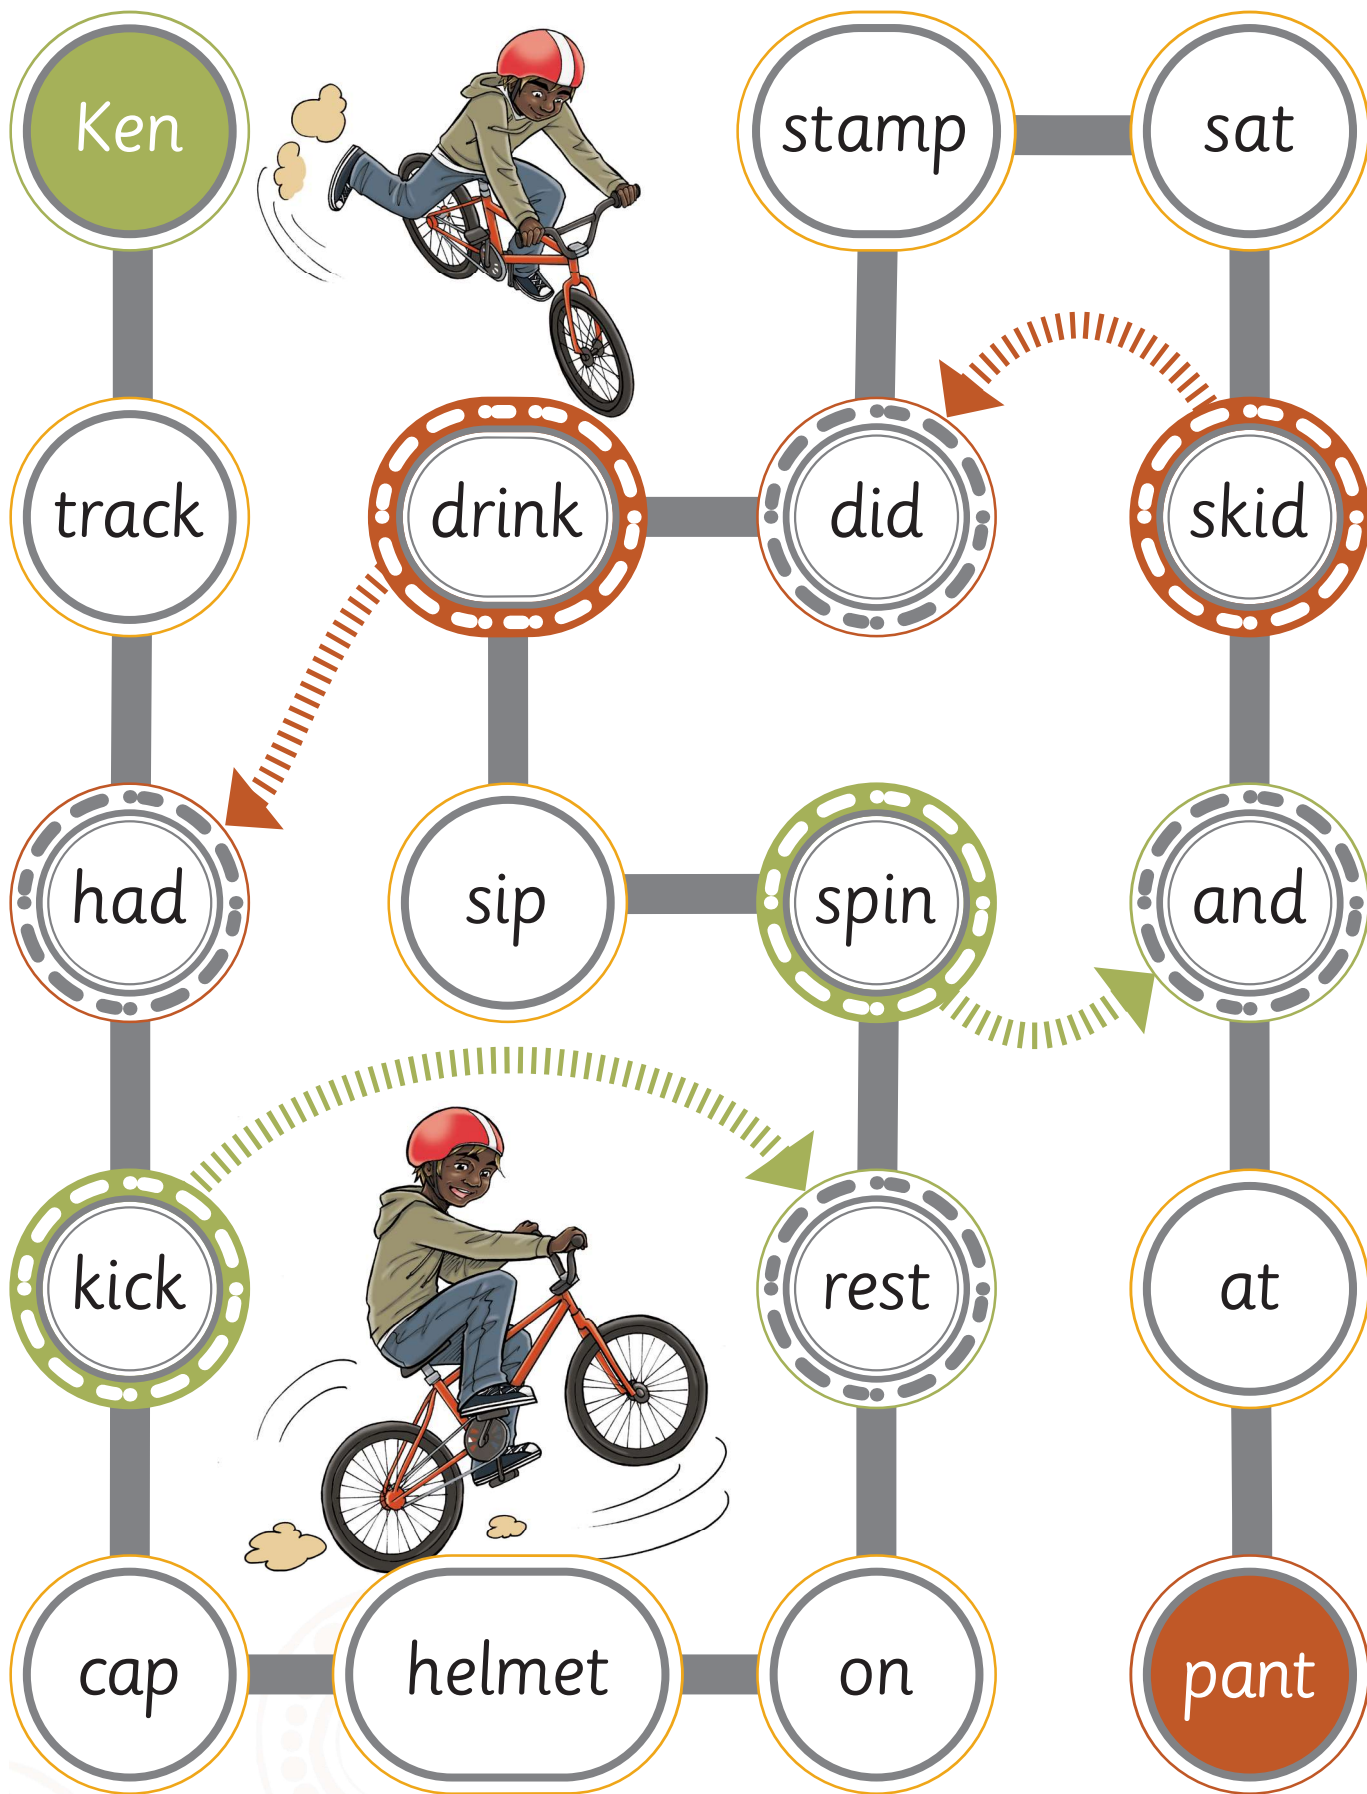 Ken
stamp
sat
track
drink
did
skid
had
sip
spin
and
kick
rest
at
cap
helmet
on
pant